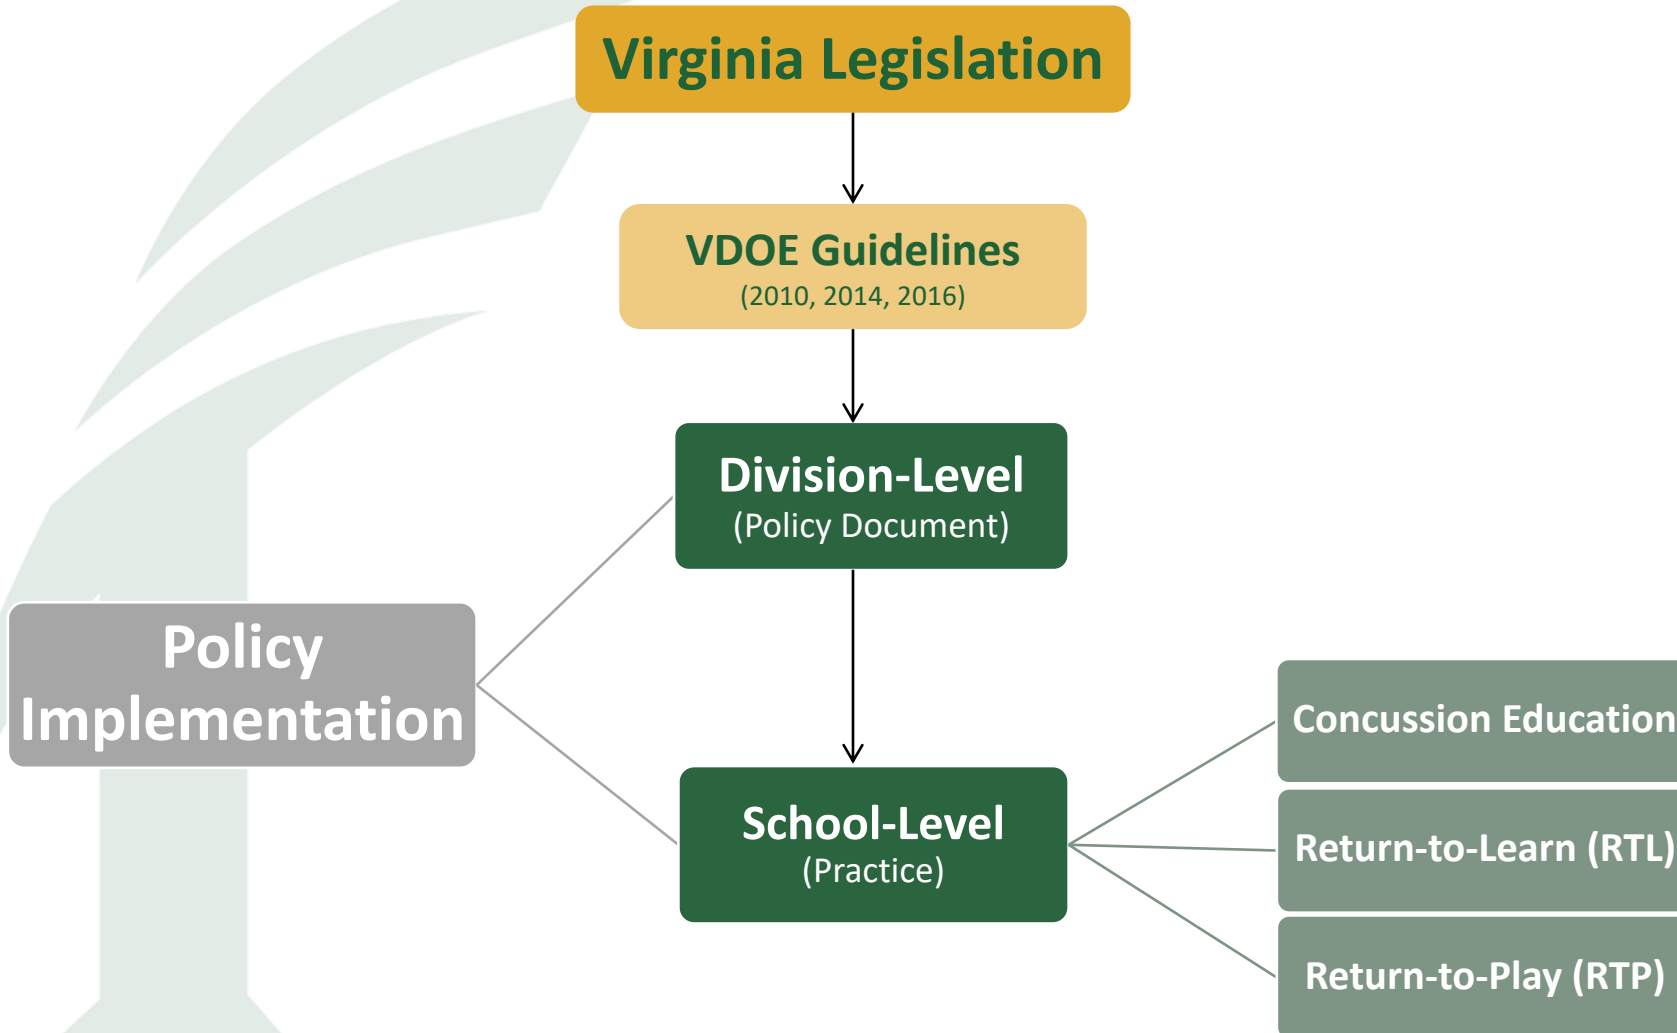 Virginia Legislation
VDOE Guidelines
(2010, 2014, 2016)
Division-Level
(Policy Document)
Policy
Implementation
School-Level
(Practice)
Concussion Education
Return-to-Learn (RTL)
Return-to-Play (RTP)